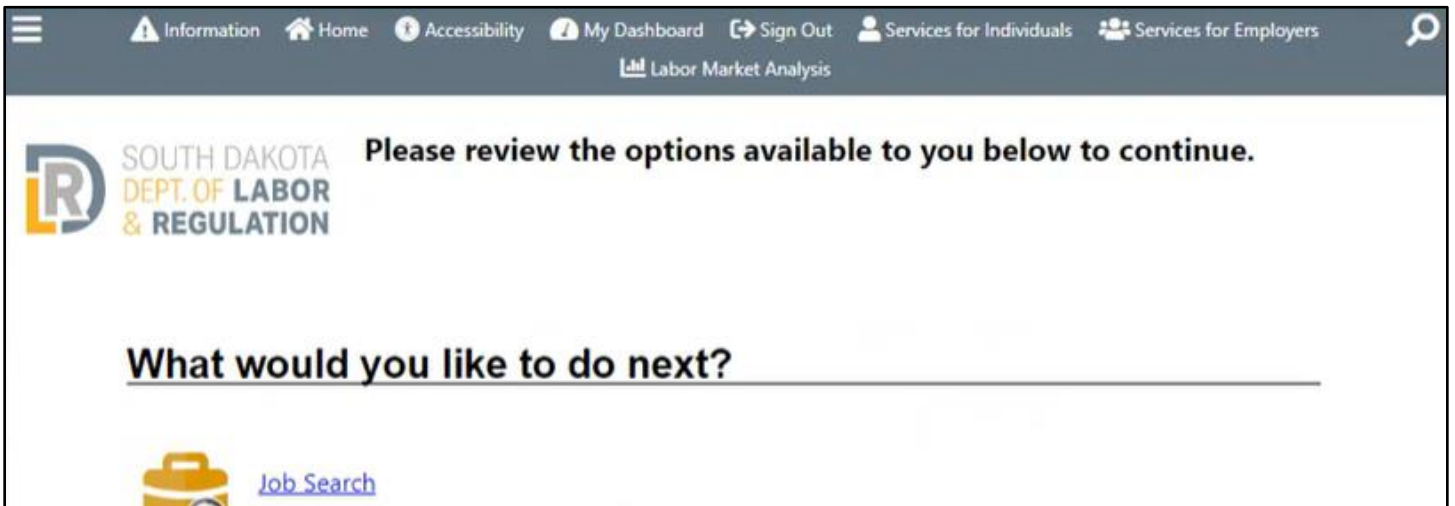 Information Home Accessibility My Dashboard Sign Out Services for Individuals Services for Employers
Labor Market Analysis
SOUTH DAKOTA
DEPT. OF LABOR
& REGULATION
Please review the options available to you below to continue.
What would you like to do next?
Job Search